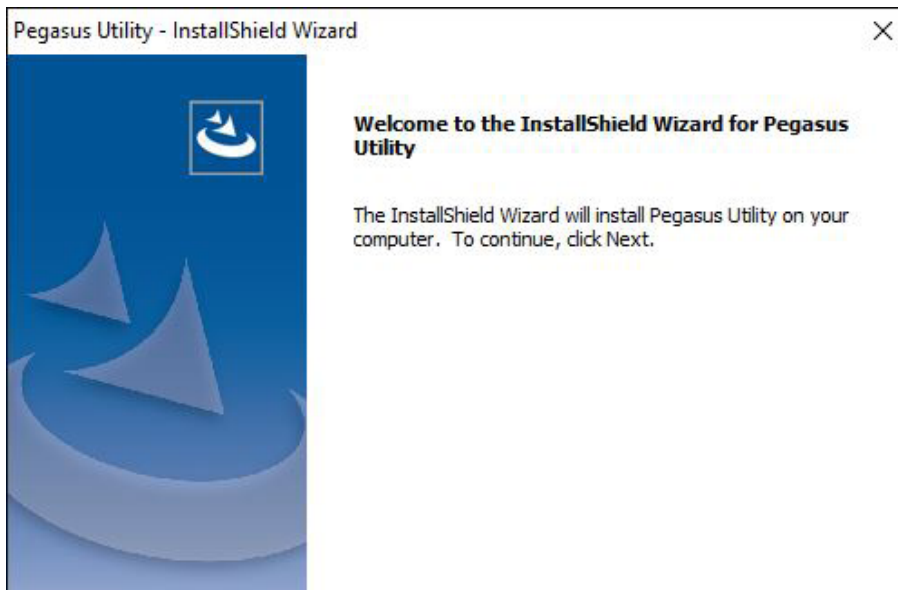 Pegasus Utility - InstallShield Wizard
Welcome to the InstallShield Wizard for Pegasus
Utility
The InstallShield Wizard will install Pegasus Utility on your
computer.  To continue, click Next.